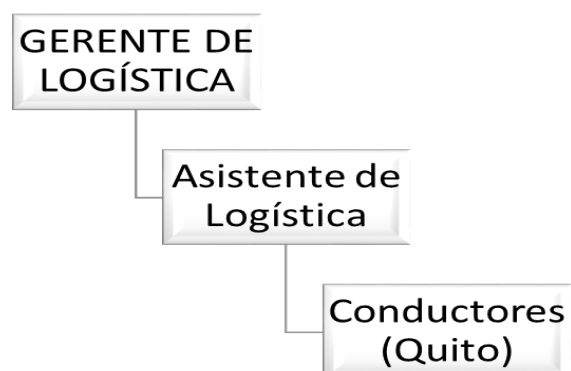 GERENTE DE
LOGÍSTICA
Asistente de
Logística
Conductores
(Quito)